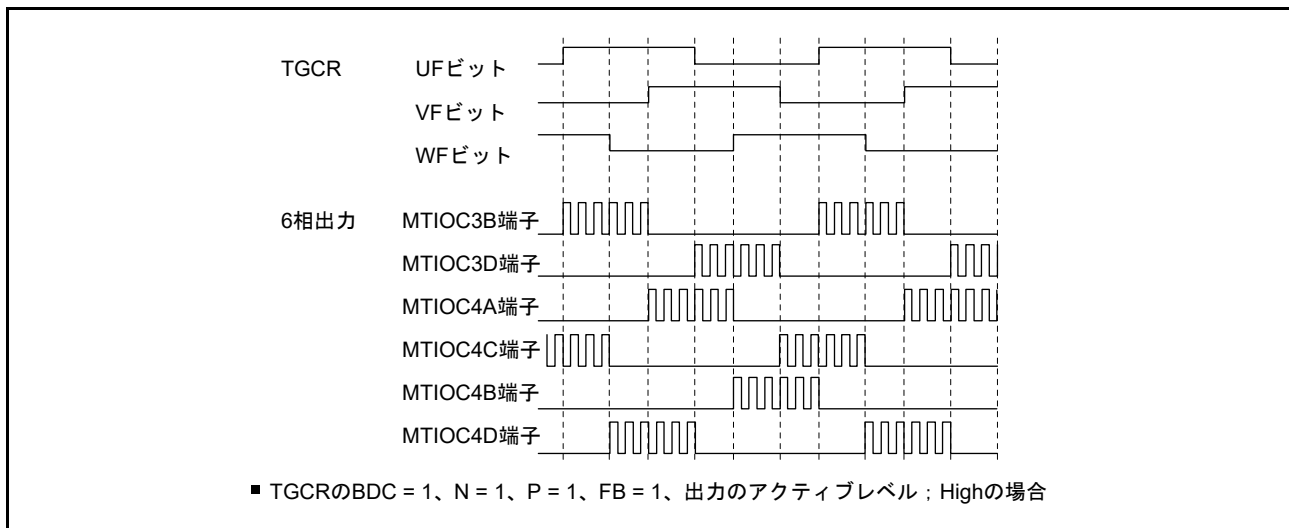 TGCR UFビット
VFビット
WFビット
6相出力 MTIOC3B端子
MTIOC3D端子
MTIOC4A端子
MTIOC4C端子
MTIOC4B端子
MTIOC4D端子
■ TGCRのBDC = 1、N = 1、P = 1、FB = 1、出力のアクティブレベル ; Highの場合